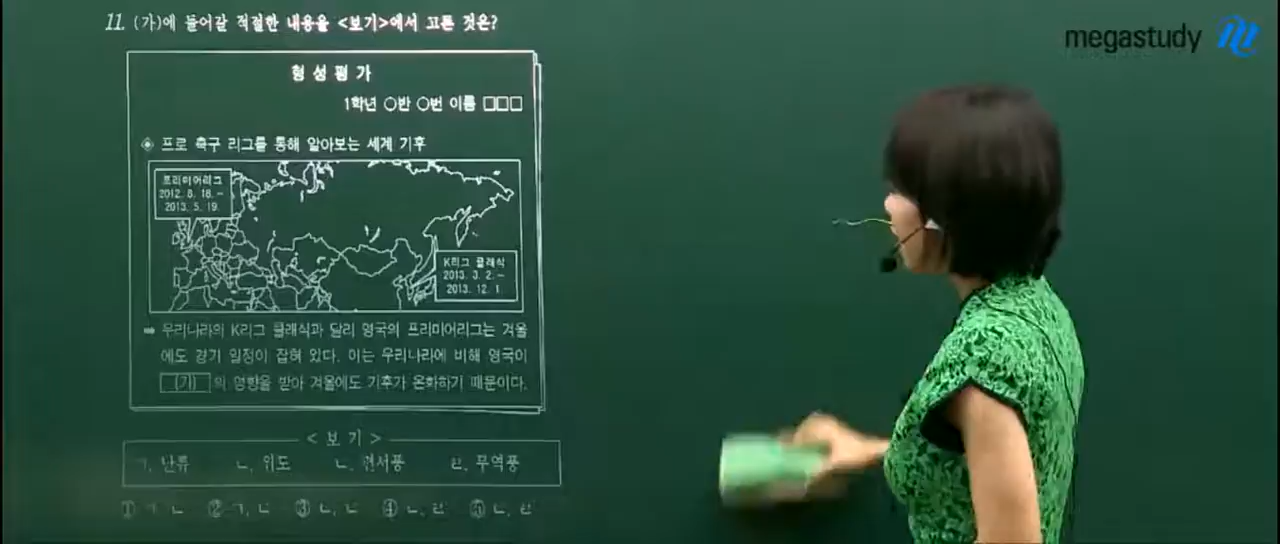 11. (가)에 들어갈 적절한 내용을 <보기>에서 고른 것은?
megastudy
형성평가
1학년 ○반 ○번 이름 □□□
◈ 프로 축구 리그를 통해 알아보는 세계 기후
프리미어리그
2012. 8. 18. -
2013. 5. 19.
K리그 클래식
2013. 3. 2. -
2013. 12. 1.
➡ 우리나라의 K리그 클래식과 달리 영국의 프리미어리그는 겨울
에도 경기 일정이 잡혀 있다. 이는 우리나라에 비해 영국이
(가) 의 영향을 받아 겨울에도 기후가 온화하기 때문이다.
< 보 기 >
ㄱ. 난류 ㄴ. 위도 ㄷ. 편서풍 ㄹ. 무역풍
① ㄱ, ㄴ ② ㄱ, ㄷ ③ ㄴ, ㄷ ④ ㄴ, ㄹ ⑤ ㄷ, ㄹ